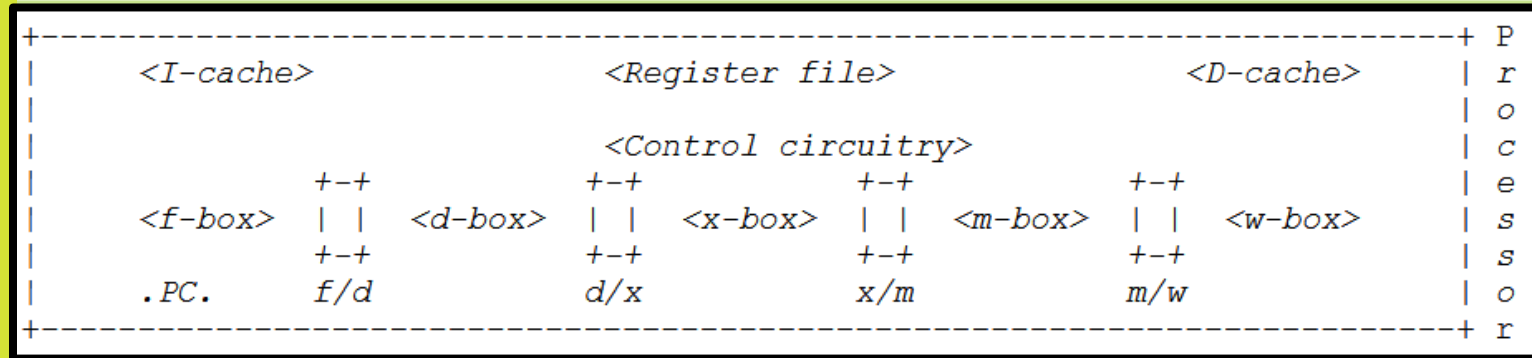 +-------------------------------------------------------------------------+ P
|     <I-cache>               <Register file>               <D-cache>     | r
|                                                                         | o
|                             <Control circuitry>                         | c
|              +-+           +-+           +-+           +-+              | e
|     <f-box>  | |  <d-box>  | |  <x-box>  | |  <m-box>  | |  <w-box>     | s
|              +-+           +-+           +-+           +-+              | s
|     .PC.     f/d           d/x           x/m           m/w              | o
+-------------------------------------------------------------------------+ r